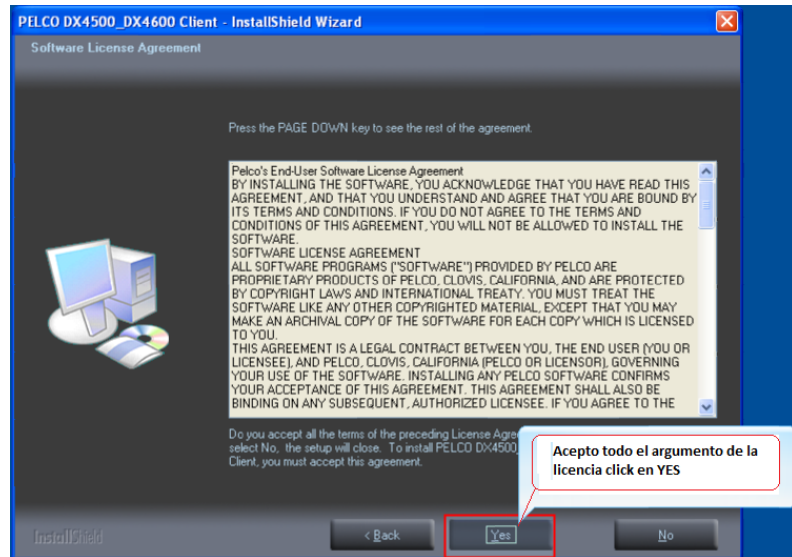 PELCO DX4500_DX4600 Client - InstallShield Wizard
Software License Agreement
Press the PAGE DOWN key to see the rest of the agreement.
Pelco's End-User Software License Agreement
BY INSTALLING THE SOFTWARE, YOU ACKNOWLEDGE THAT YOU HAVE READ THIS
AGREEMENT, AND THAT YOU UNDERSTAND AND AGREE THAT YOU ARE BOUND BY
ITS TERMS AND CONDITIONS. IF YOU DO NOT AGREE TO THE TERMS AND
CONDITIONS OF THIS AGREEMENT, YOU WILL NOT BE ALLOWED TO INSTALL THE
SOFTWARE.
SOFTWARE LICENSE AGREEMENT
ALL SOFTWARE PROGRAMS ("SOFTWARE") PROVIDED BY PELCO ARE
PROPRIETARY PRODUCTS OF PELCO, CLOVIS, CALIFORNIA, AND ARE PROTECTED
BY COPYRIGHT LAWS AND INTERNATIONAL TREATY. YOU MUST TREAT THE
SOFTWARE LIKE ANY OTHER COPYRIGHTED MATERIAL, EXCEPT THAT YOU MAY
MAKE AN ARCHIVAL COPY OF THE SOFTWARE FOR EACH COPY WHICH IS LICENSED
TO YOU.
THIS AGREEMENT IS A LEGAL CONTRACT BETWEEN YOU, THE END USER (YOU OR
LICENSEE), AND PELCO, CLOVIS, CALIFORNIA (PELCO OR LICENSOR), GOVERNING
YOUR USE OF THE SOFTWARE. INSTALLING ANY PELCO SOFTWARE CONFIRMS
YOUR ACCEPTANCE OF THIS AGREEMENT. THIS AGREEMENT SHALL ALSO BE
BINDING ON ANY SUBSEQUENT, AUTHORIZED LICENSEE. IF YOU AGREE TO THE
Do you accept all the terms of the preceding License Agre
select No, the setup will close. To install PELCO DX4500_
Client, you must accept this agreement.
Acepto todo el argumento de la
licencia click en YES
InstallShield
< Back
Yes
No